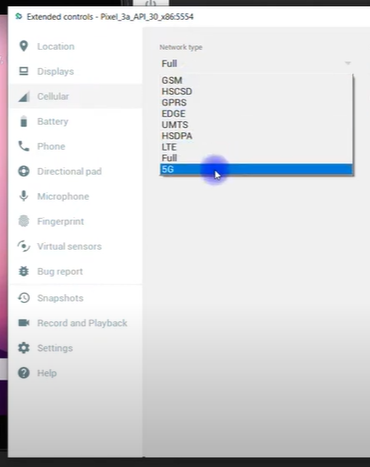 Extended controls - Pixel_3a_API_30_x86:5554
Location
Displays
Cellular
Battery
Phone
Directional pad
Microphone
Fingerprint
Virtual sensors
Bug report
Snapshots
Record and Playback
Settings
Help
Network type
Full
GSM
HSCSD
GPRS
EDGE
UMTS
HSDPA
LTE
Full
5G